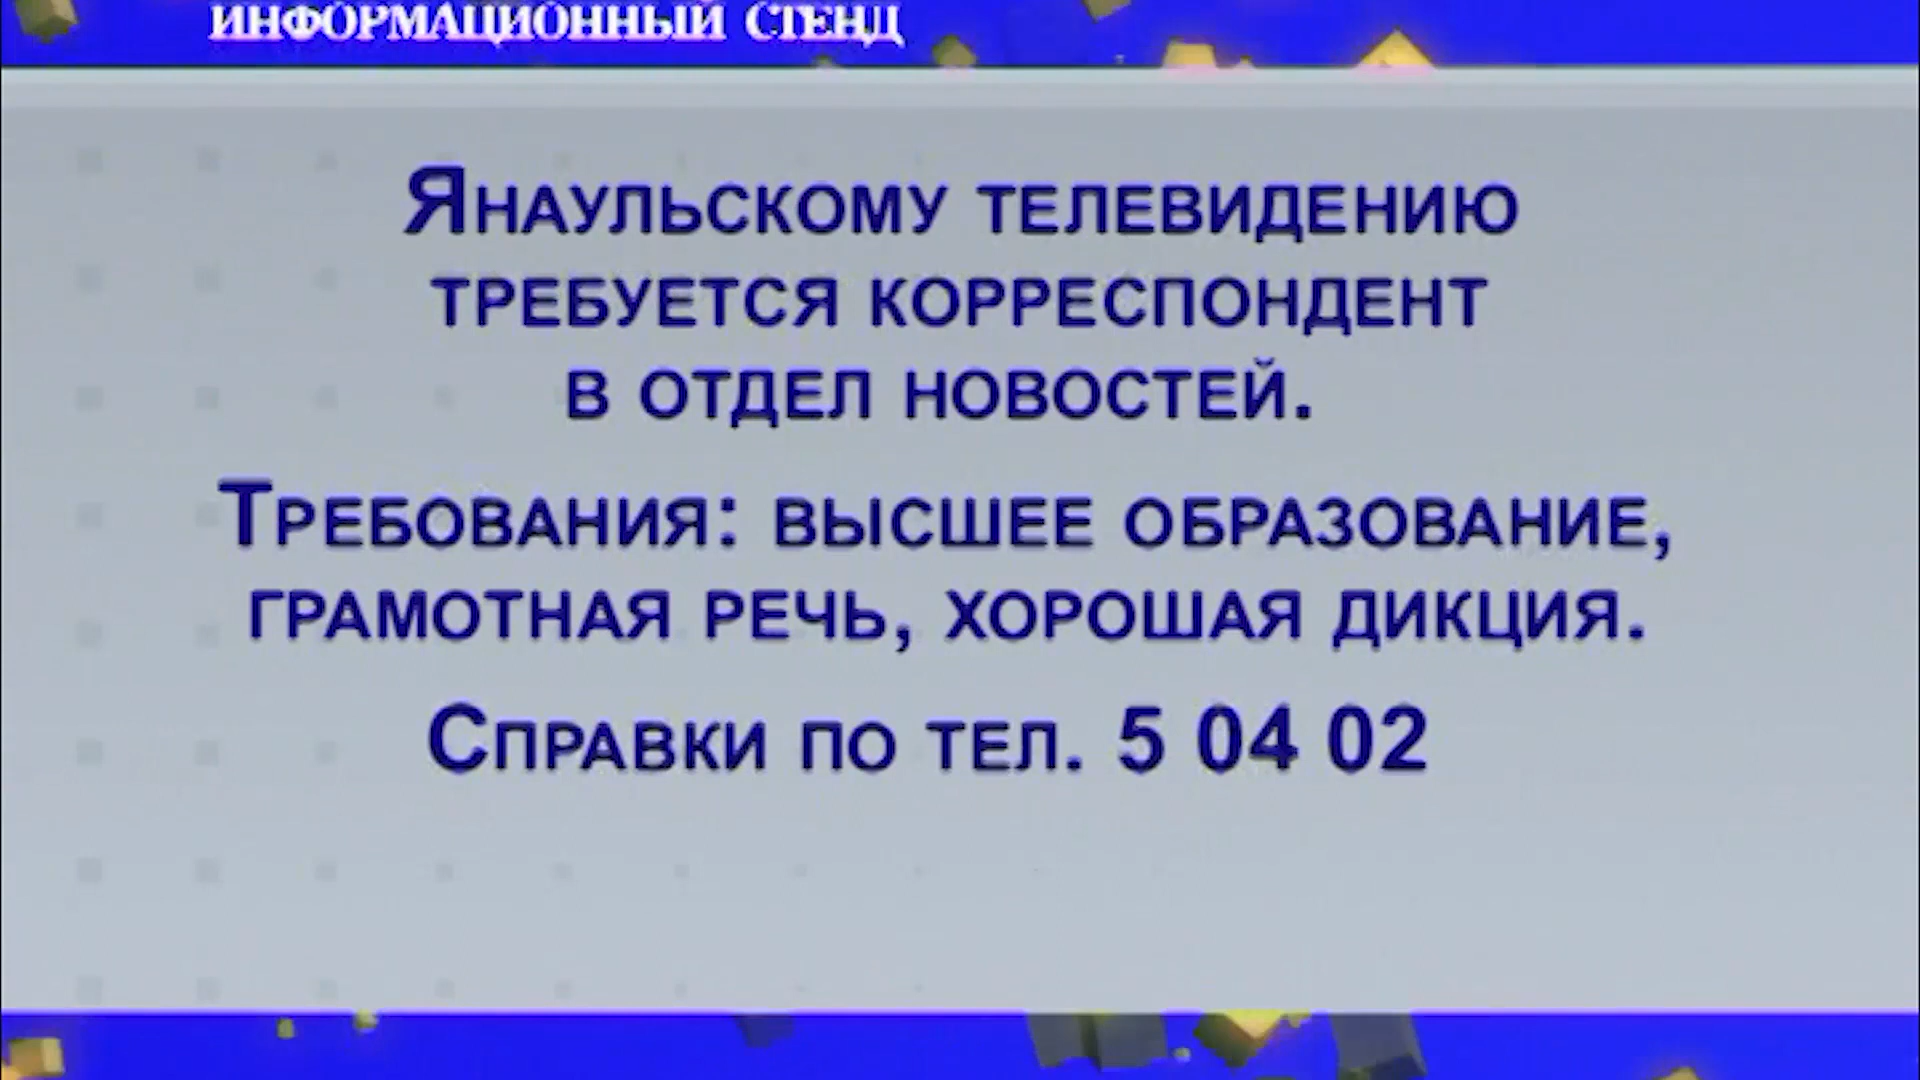 ИНФОРМАЦИОННЫЙ СТЕНД
Янаульскому телевидению
требуется корреспондент
в отдел новостей.
Требования: высшее образование,
грамотная речь, хорошая дикция.
Справки по тел. 5 04 02